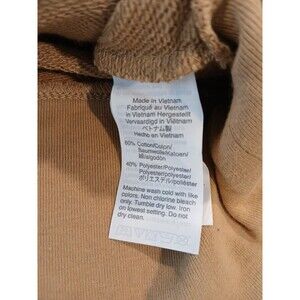 Made in Vietnam
Fabriqué au Vietnam
in Vietnam Hergestellt
Vervaardigd in Vietnam
ベトナム製
Hecho en Vietnam
60% Cotton/Coton/
Baumwolle/Katoen/
綿/algodón
40% Polyester/Polyester/
Polyester/Polyester/
ポリエステル/poliéster
Machine wash cold with like
colors. Non chlorine bleach
only. Tumble dry low. Iron
on lowest setting. Do not
dry clean.